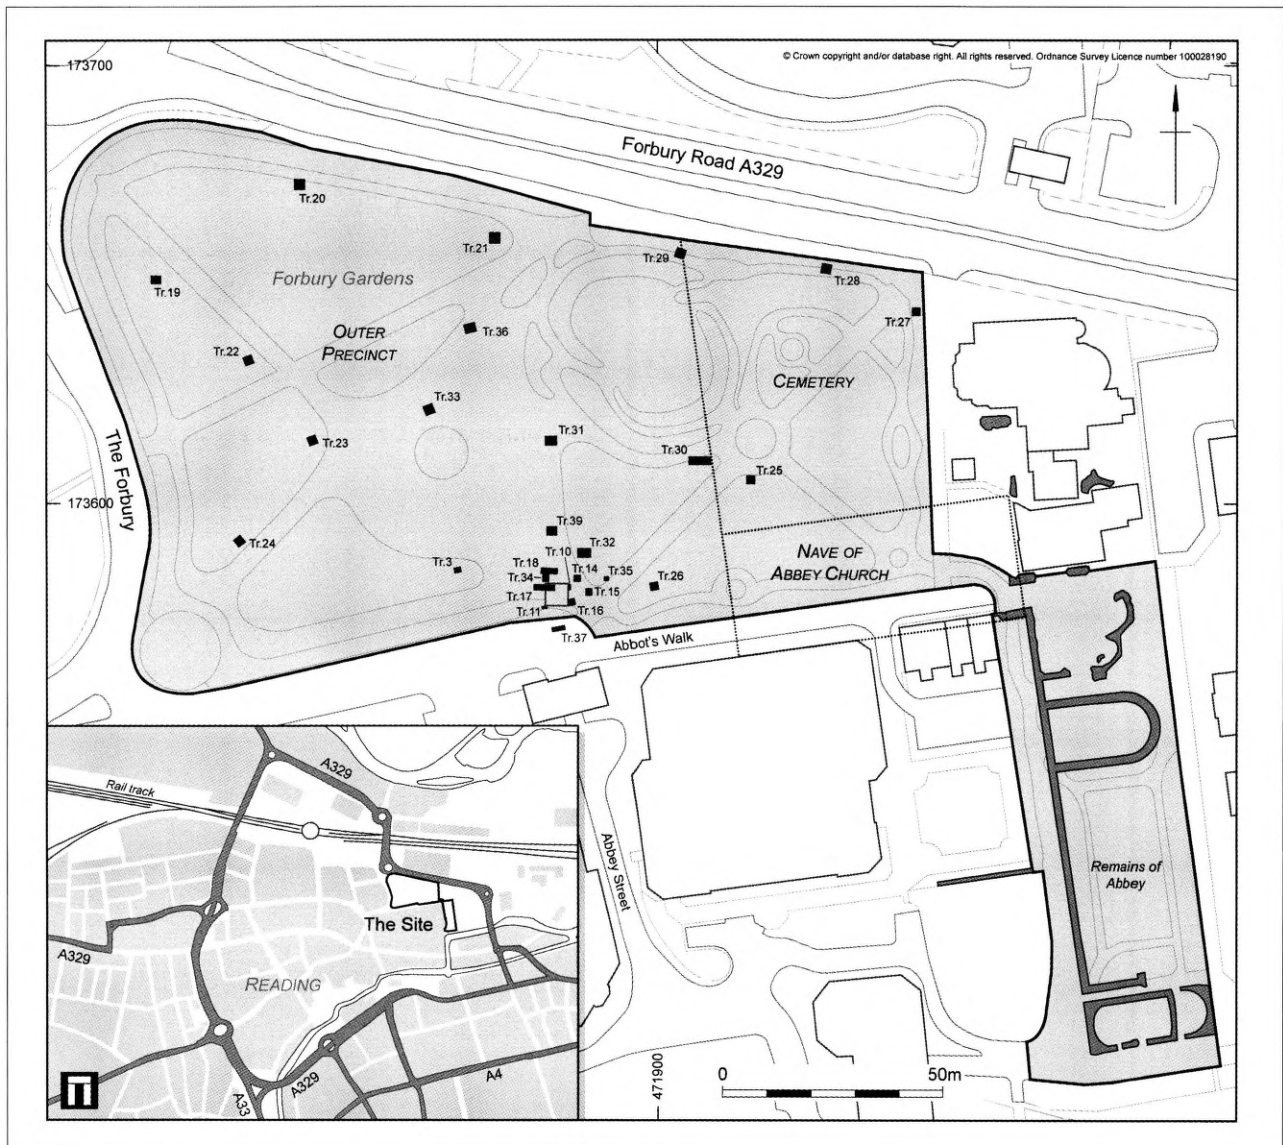 © Crown copyright and/or database right. All rights reserved. Ordnance Survey Licence number 100028190
173700
Forbury Road A329
Tr.20
Tr.21
Tr.29
Tr.28
Tr.19
Forbury Gardens
Tr.27
OUTER
PRECINCT
Tr.36
Tr.22
CEMETERY
Tr.33
Tr.23
Tr.31
Tr.30
Tr.25
The Forbury
173600
Tr.39
Tr.24
Tr.10
Tr.32
Tr.3
Tr.18
Tr.14
Tr.35
NAVE OF
ABBEY CHURCH
Tr.34
Tr.26
Tr.17
Tr.15
Tr.11
Tr.16
Tr.37
Abbot's Walk
A329
Rail track
Abbey Street
Remains of
Abbey
The Site
A329
READING
A4
A329
A33
471900
0
50m